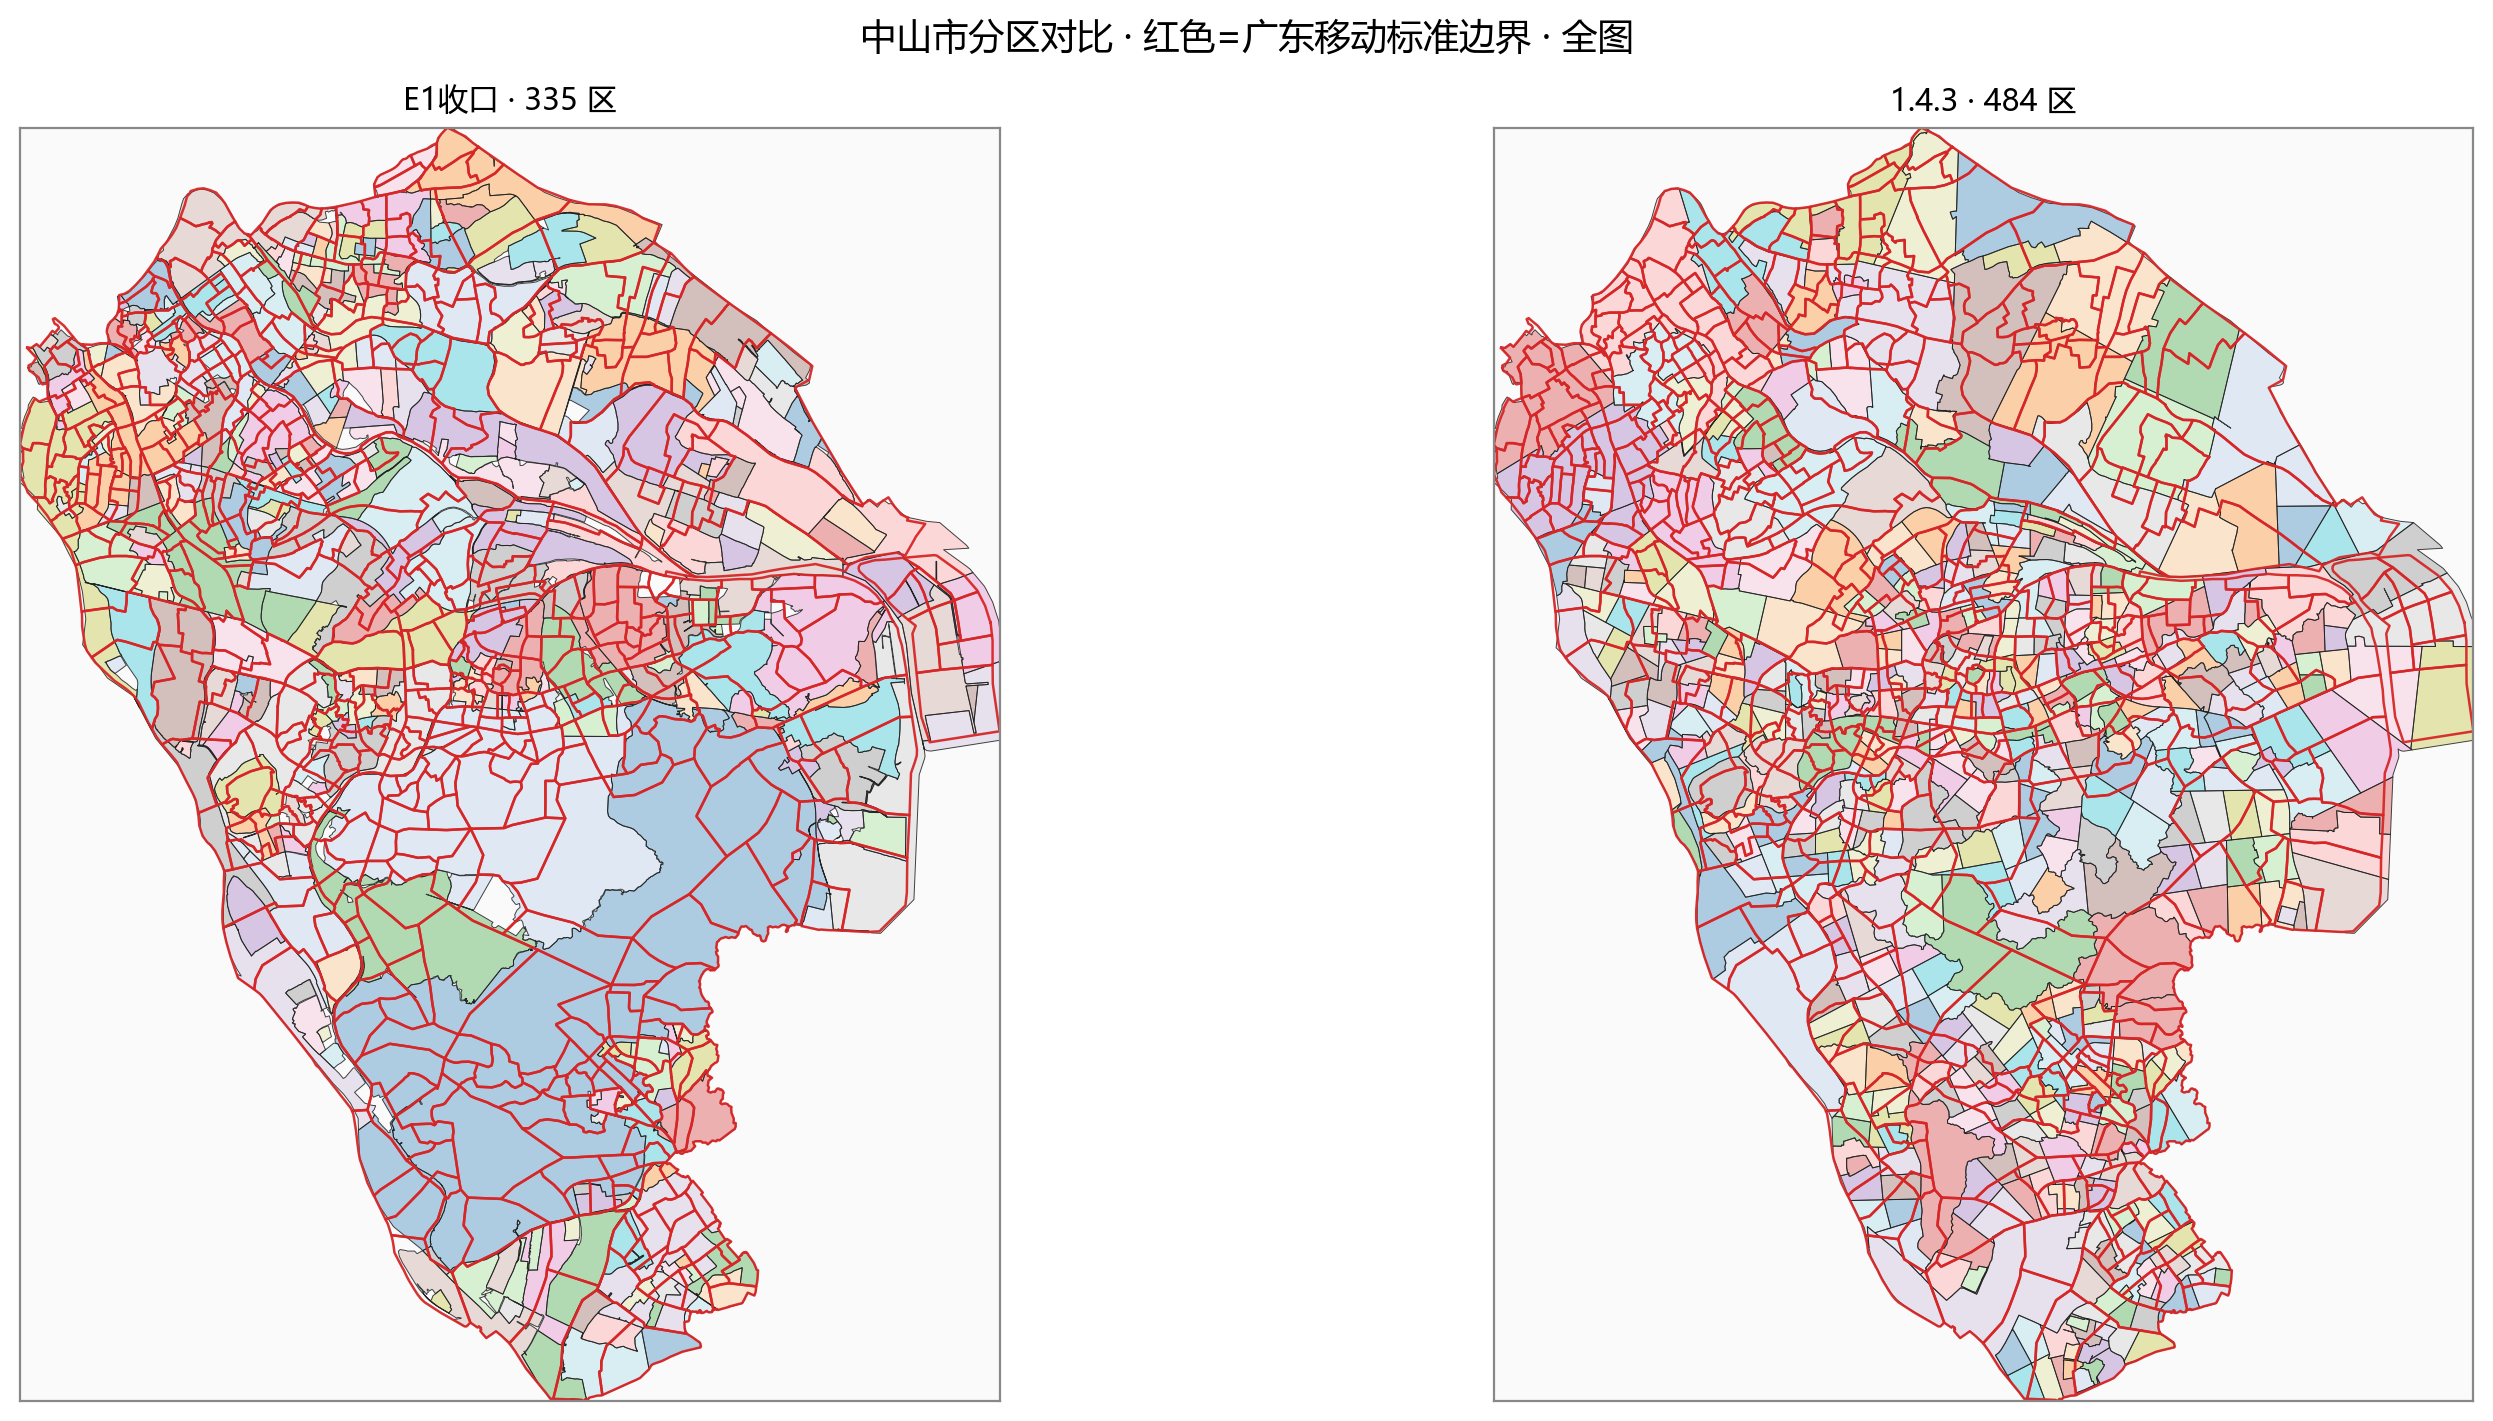 中山市分区对比 · 红色=广东移动标准边界 · 全图
E1收口 · 335 区
1.4.3 · 484 区